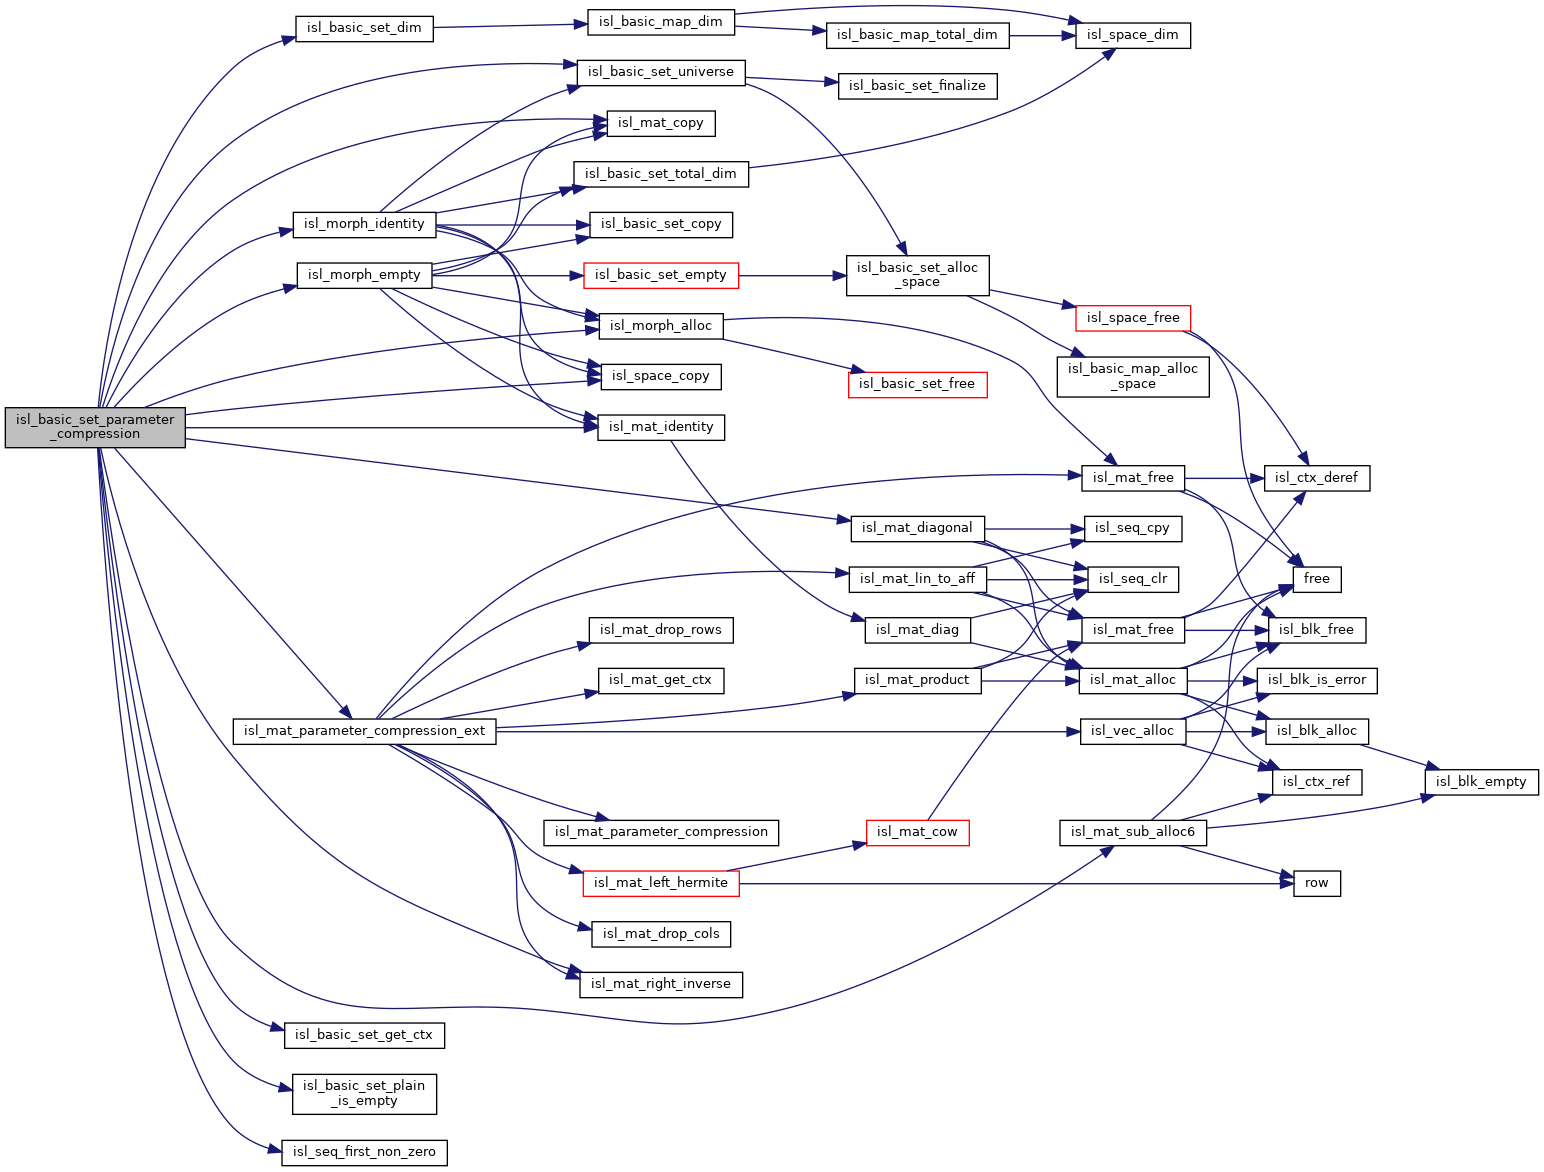 isl_basic_set_parameter
_compression
isl_basic_set_dim
isl_basic_map_dim
isl_basic_map_total_dim
isl_space_dim
isl_basic_set_universe
isl_basic_set_finalize
isl_mat_copy
isl_basic_set_total_dim
isl_morph_identity
isl_basic_set_copy
isl_morph_empty
isl_basic_set_empty
isl_basic_set_alloc
_space
isl_space_free
isl_morph_alloc
isl_basic_map_alloc
_space
isl_space_copy
isl_basic_set_free
isl_mat_identity
isl_mat_free
isl_ctx_deref
isl_mat_diagonal
isl_seq_cpy
isl_mat_lin_to_aff
isl_seq_clr
free
isl_mat_drop_rows
isl_mat_diag
isl_mat_free
isl_blk_free
isl_mat_get_ctx
isl_mat_product
isl_mat_alloc
isl_blk_is_error
isl_mat_parameter_compression_ext
isl_vec_alloc
isl_blk_alloc
isl_ctx_ref
isl_blk_empty
isl_mat_parameter_compression
isl_mat_cow
isl_mat_sub_alloc6
isl_mat_left_hermite
row
isl_mat_drop_cols
isl_mat_right_inverse
isl_basic_set_get_ctx
isl_basic_set_plain
_is_empty
isl_seq_first_non_zero